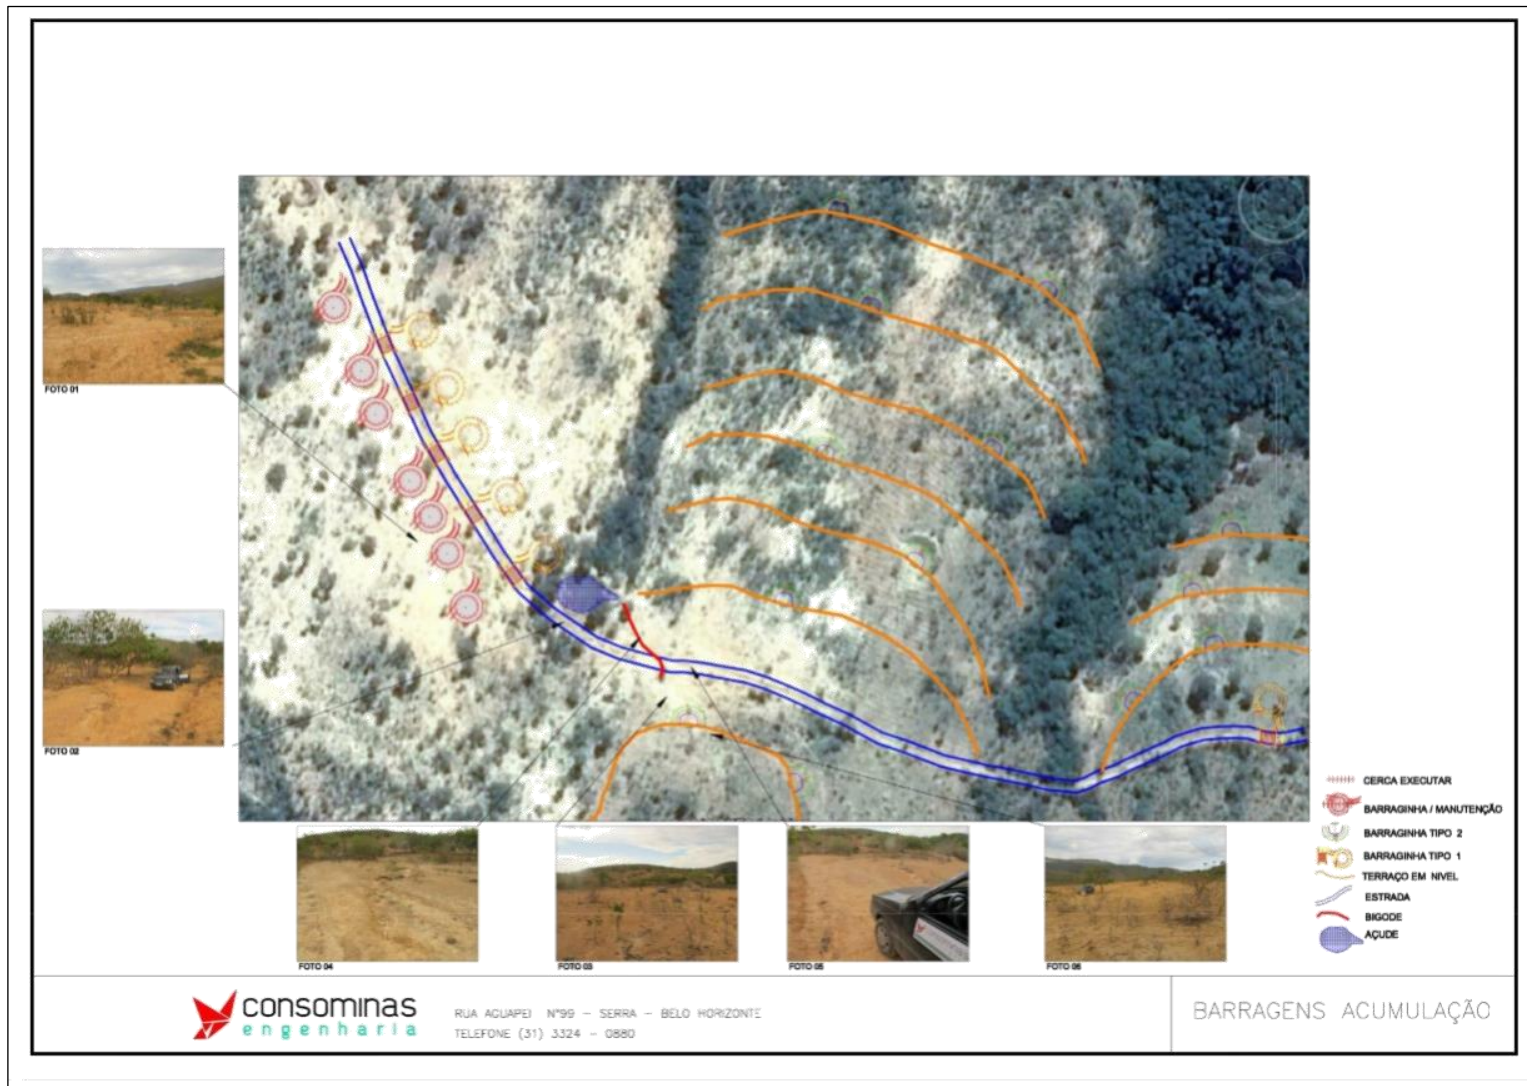 FOTO 01
FOTO 02
FOTO 04
FOTO 03
FOTO 05
FOTO 06
CERCA EXECUTAR
BARRAGINHA / MANUTENÇÃO
BARRAGINHA TIPO 2
BARRAGINHA TIPO 1
TERRAÇO EM NIVEL
ESTRADA
BIGODE
AÇUDE
consominas
engenharia
RUA AGUAPEI N°99 - SERRA - BELO HORIZONTE
TELEFONE (31) 3324 - 0880
BARRAGENS ACUMULAÇÃO